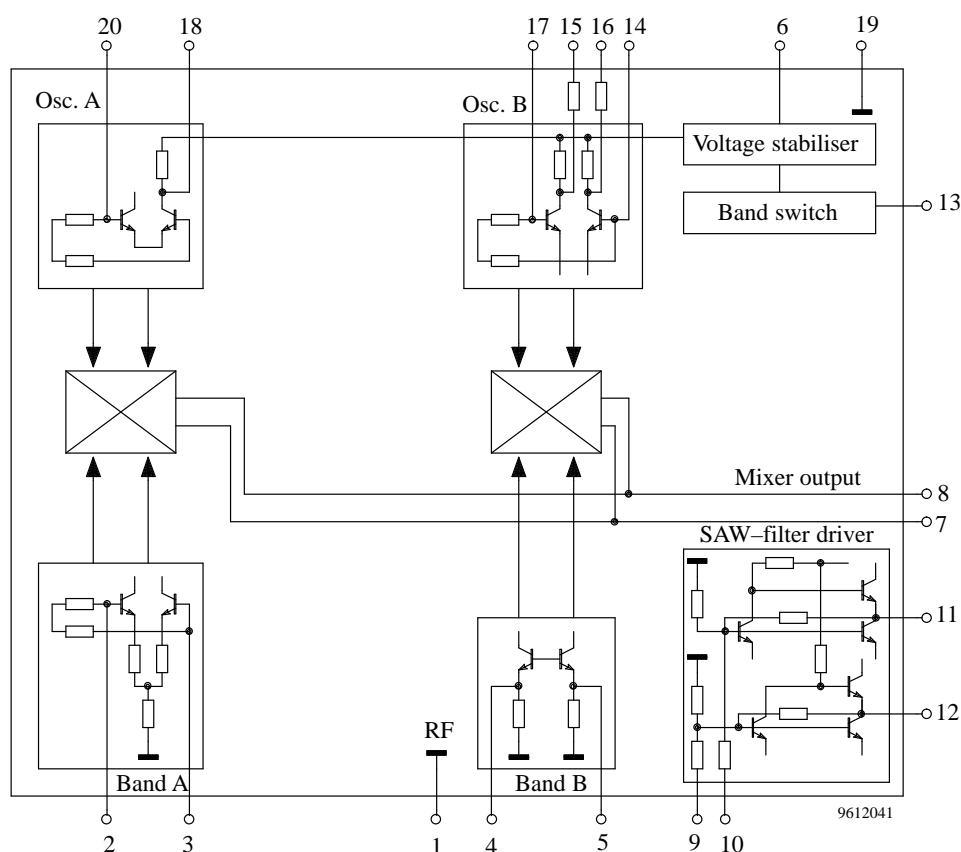 20 18 17 15 16 14 6 19
Osc. A
Osc. B
Voltage stabiliser
Band switch
13
Mixer output
8
7
SAW–filter driver
11
12
RF
Band A
Band B
9612041
2 3 1 4 5 9 10